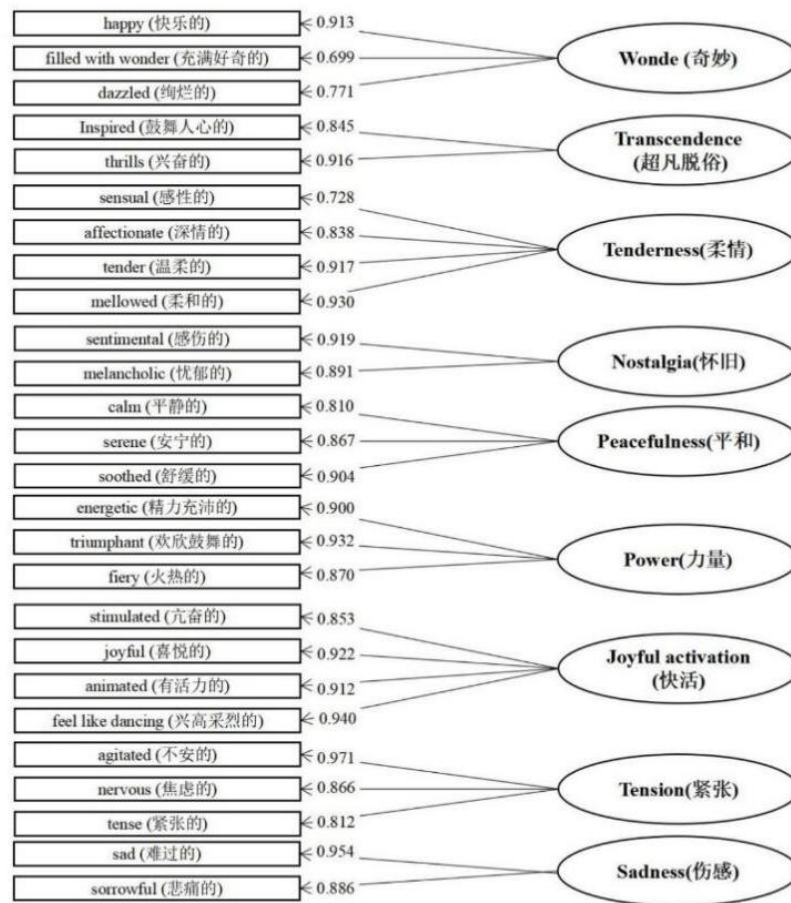 happy (快乐的) 0.913
filled with wonder (充满好奇的) 0.699
Wonde (奇妙)
dazzled (绚烂的) 0.771
Inspired (鼓舞人心的) 0.845
Transcendence
(超凡脱俗)
thrills (兴奋的) 0.916
sensual (感性的) 0.728
affectionate (深情的) 0.838
Tenderness(柔情)
tender (温柔的) 0.917
mellowed (柔和的) 0.930
sentimental (感伤的) 0.919
Nostalgia(怀旧)
melancholic (忧郁的) 0.891
calm (平静的) 0.810
serene (安宁的) 0.867
Peacefulness(平和)
soothed (舒缓的) 0.904
energetic (精力充沛的) 0.900
triumphant (欢欣鼓舞的) 0.932
Power(力量)
fiery (火热的) 0.870
stimulated (亢奋的) 0.853
joyful (喜悦的) 0.922
Joyful activation
(快活)
animated (有活力的) 0.912
feel like dancing (兴高采烈的) 0.940
agitated (不安的) 0.971
nervous (焦虑的) 0.866
Tension(紧张)
tense (紧张的) 0.812
sad (难过的) 0.954
Sadness(伤感)
sorrowful (悲痛的) 0.886